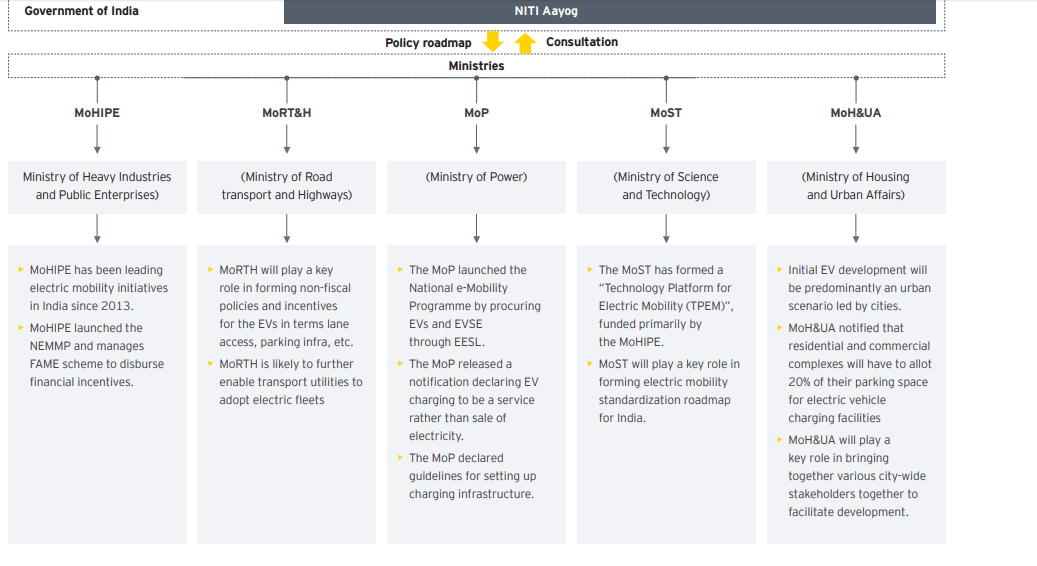 Government of India
NITI Aayog
Policy roadmap
Consultation
Ministries
MoHIPE
MoRT&H
MoP
MoST
MoH&UA
Ministry of Heavy Industries
and Public Enterprises)
(Ministry of Road
transport and Highways)
(Ministry of Power)
(Ministry of Science
and Technology)
(Ministry of Housing
and Urban Affairs)
MoHIPE has been leading
electric mobility initiatives
in India since 2013.
MoHIPE launched the
NEMMP and manages
FAME scheme to disburse
financial incentives.
MoRTH will play a key
role in forming non-fiscal
policies and incentives
for the EVs in terms lane
access, parking infra, etc.
MoRTH is likely to further
enable transport utilities to
adopt electric fleets
The MoP launched the
National e-Mobility
Programme by procuring
EVs and EVSE
through EESL.
The MoP released a
notification declaring EV
charging to be a service
rather than sale of
electricity.
The MoP declared
guidelines for setting up
charging infrastructure.
The MoST has formed a
“Technology Platform for
Electric Mobility (TPEM)”,
funded primarily by
the MoHIPE.
MoST will play a key role in
forming electric mobility
standardization roadmap
for India.
Initial EV development will
be predominantly an urban
scenario led by cities.
MoH&UA notified that
residential and commercial
complexes will have to allot
20% of their parking space
for electric vehicle
charging facilities
MoH&UA will play a
key role in bringing
together various city-wide
stakeholders together to
facilitate development.